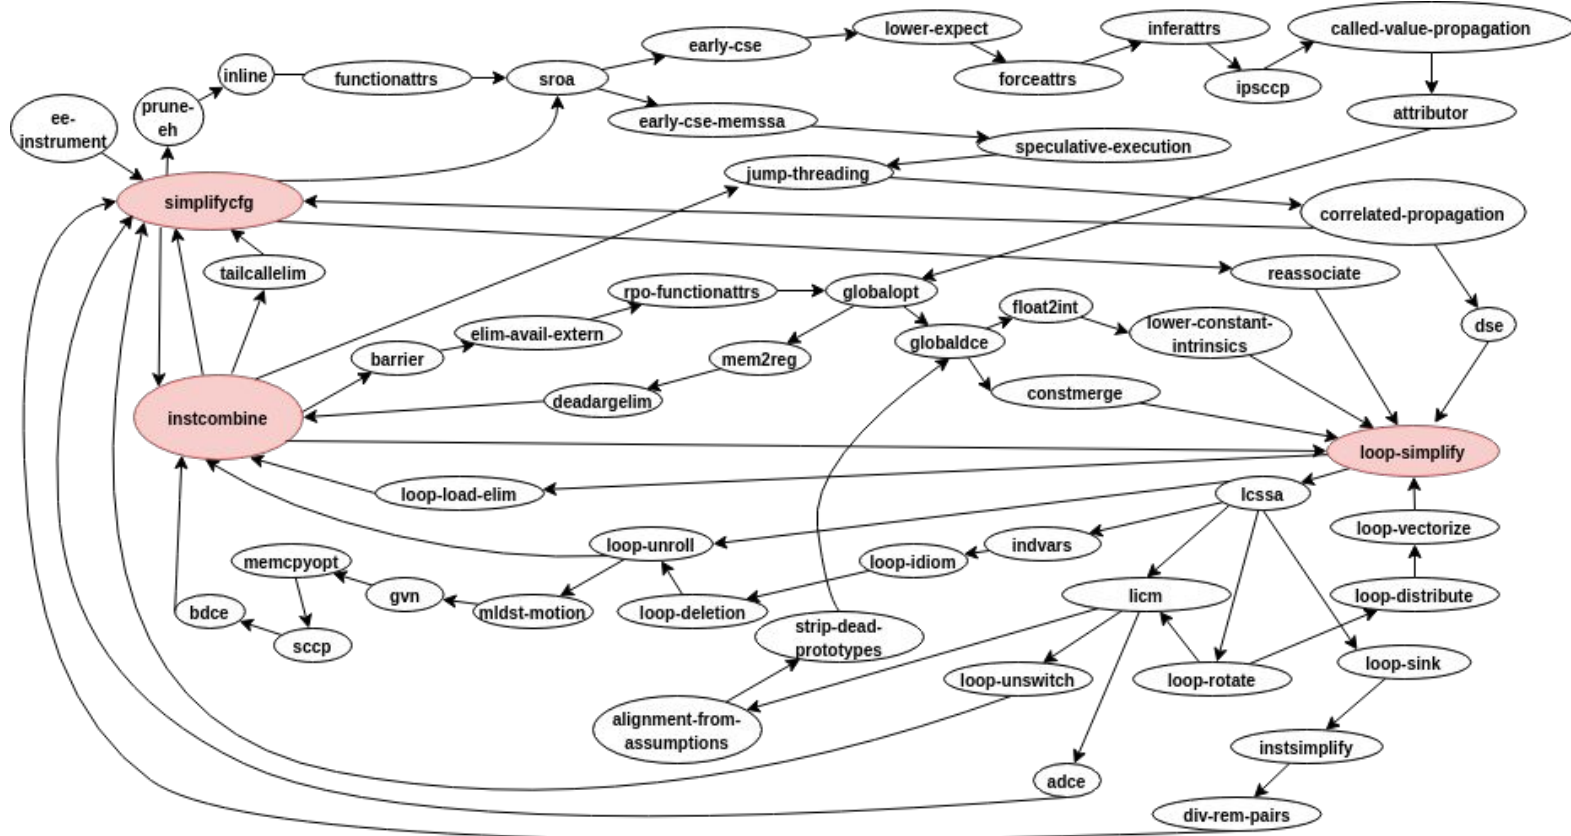 lower-expect
inferattrs
called-value-propagation
early-cse
inline
functionattrs
sroa
forceattrs
ipsccp
prune-
eh
ee-
instrument
early-cse-memssa
attributor
speculative-execution
jump-threading
simplifycfg
correlated-propagation
tailcallelim
reassociate
rpo-functionattrs
globalopt
float2int
lower-constant-
intrinsics
dse
elim-avail-extern
globaldce
barrier
mem2reg
deadargelim
constmerge
instcombine
loop-simplify
loop-load-elim
lcssa
loop-vectorize
loop-unroll
indvars
memcpyopt
loop-idiom
gvn
licm
loop-distribute
bdce
mldst-motion
loop-deletion
sccp
strip-dead-
prototypes
loop-unswitch
loop-rotate
loop-sink
alignment-from-
assumptions
instsimplify
adce
div-rem-pairs